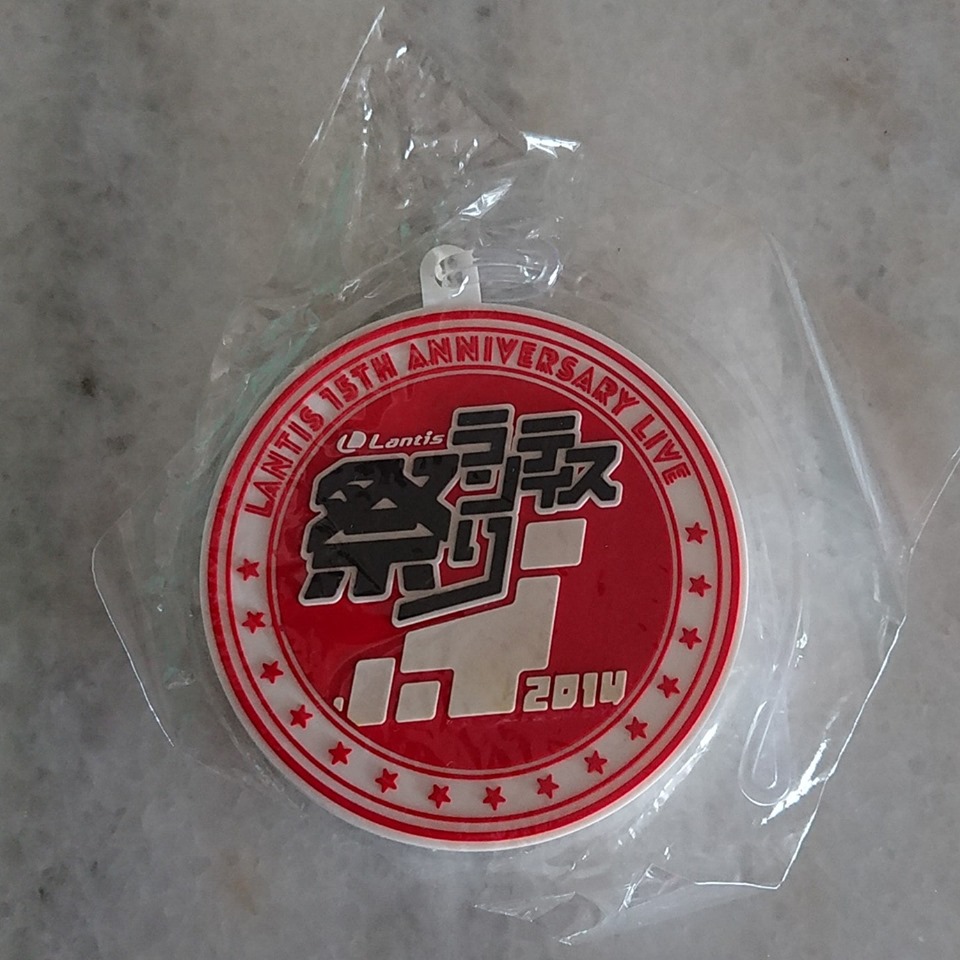 LANTIS 15TH ANNIVERSARY LIVE
Lantis
ランティス
祭り
2014